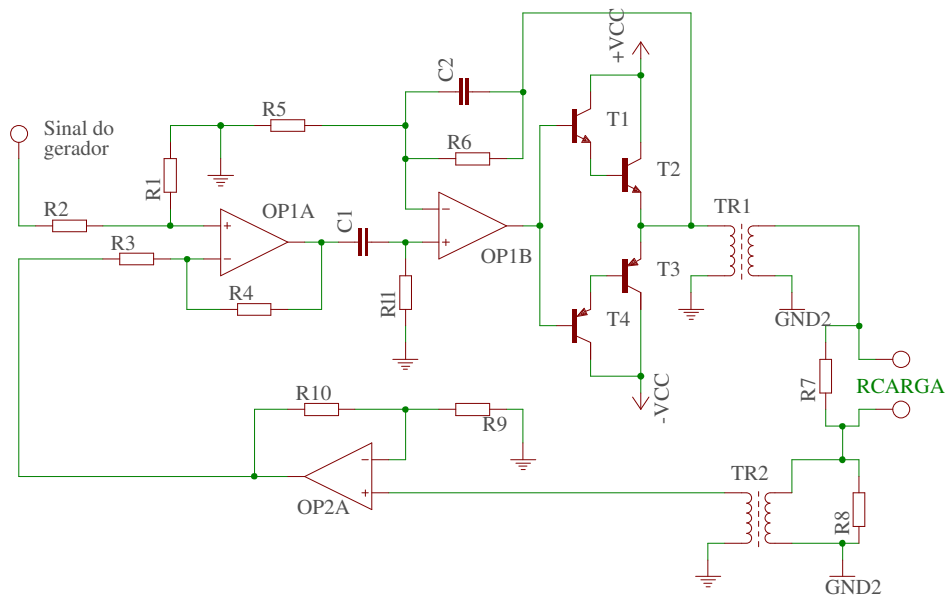 +VCC
C2
Sinal do
gerador
R5
T1
R6
R1
T2
R2
OP1A
C1
TR1
R3
OP1B
T3
R4
R11
T4
GND2
-VCC
R7
RCARGA
R10
R9
OP2A
TR2
R8
GND2